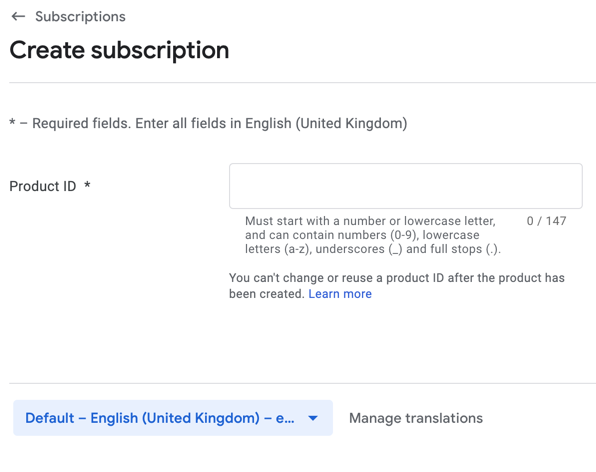 ← Subscriptions
Create subscription
* – Required fields. Enter all fields in English (United Kingdom)
Product ID *
Must start with a number or lowercase letter, 0 / 147
and can contain numbers (0-9), lowercase
letters (a-z), underscores (_) and full stops (.).
You can't change or reuse a product ID after the product has
been created. Learn more
Default – English (United Kingdom) – e... Manage translations